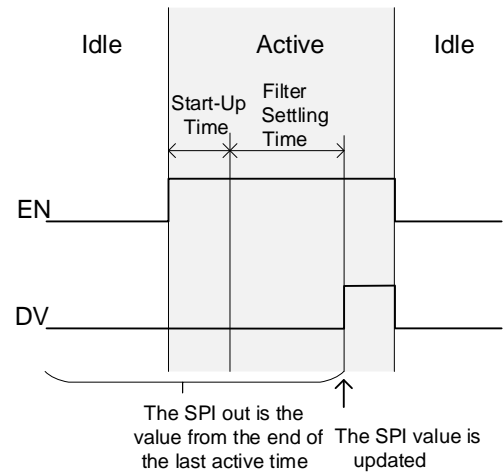 Idle
Active
Idle
Start-Up
Time
Filter
Settling
Time
EN
DV
The SPI out is the
value from the end of
the last active time
The SPI value is
updated